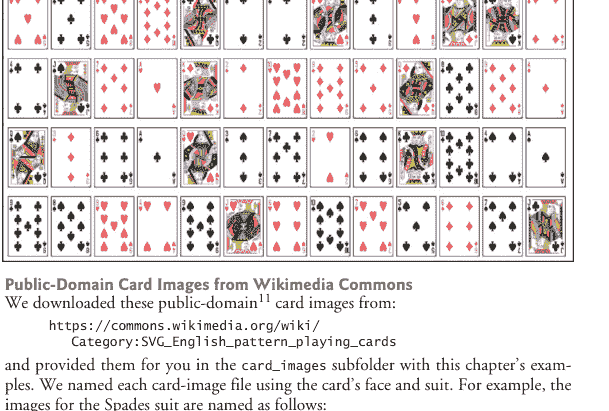 Public-Domain Card Images from Wikimedia Commons
We downloaded these public-domain11 card images from:
https://commons.wikimedia.org/wiki/
Category:SVG_English_pattern_playing_cards
and provided them for you in the card_images subfolder with this chapter’s exam-
ples. We named each card-image file using the card’s face and suit. For example, the
images for the Spades suit are named as follows: